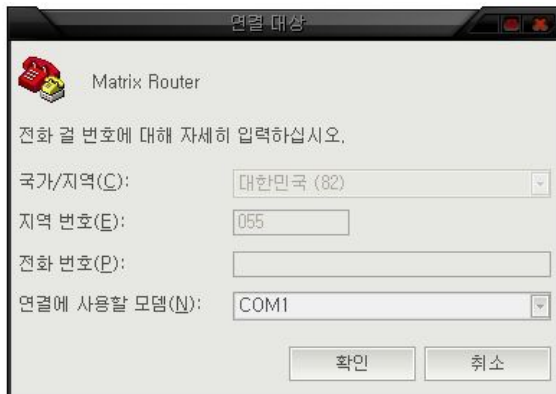 연결 대상
Matrix Router
전화 걸 번호에 대해 자세히 입력하십시오.
국가/지역(C): 대한민국 (82)
지역 번호(E): 055
전화 번호(P):
연결에 사용할 모뎀(N): COM1
확인 취소